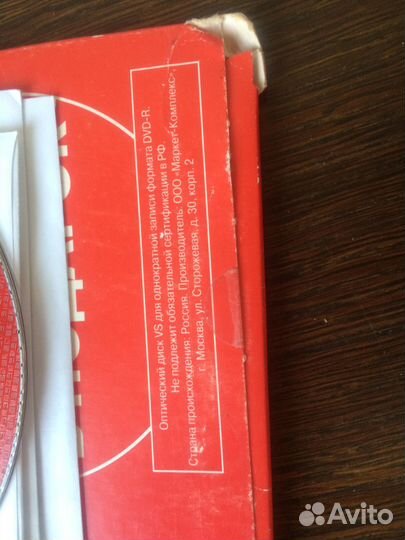 Оптический диск VS для однократной записи формата DVD-R.
Не подлежит обязательной сертификации в РФ.
Страна происхождения: Россия. Производитель: ООО «Маркет-Комплекс»,
г. Москва, ул. Сторожевая, д. 30, корп. 2
Avito